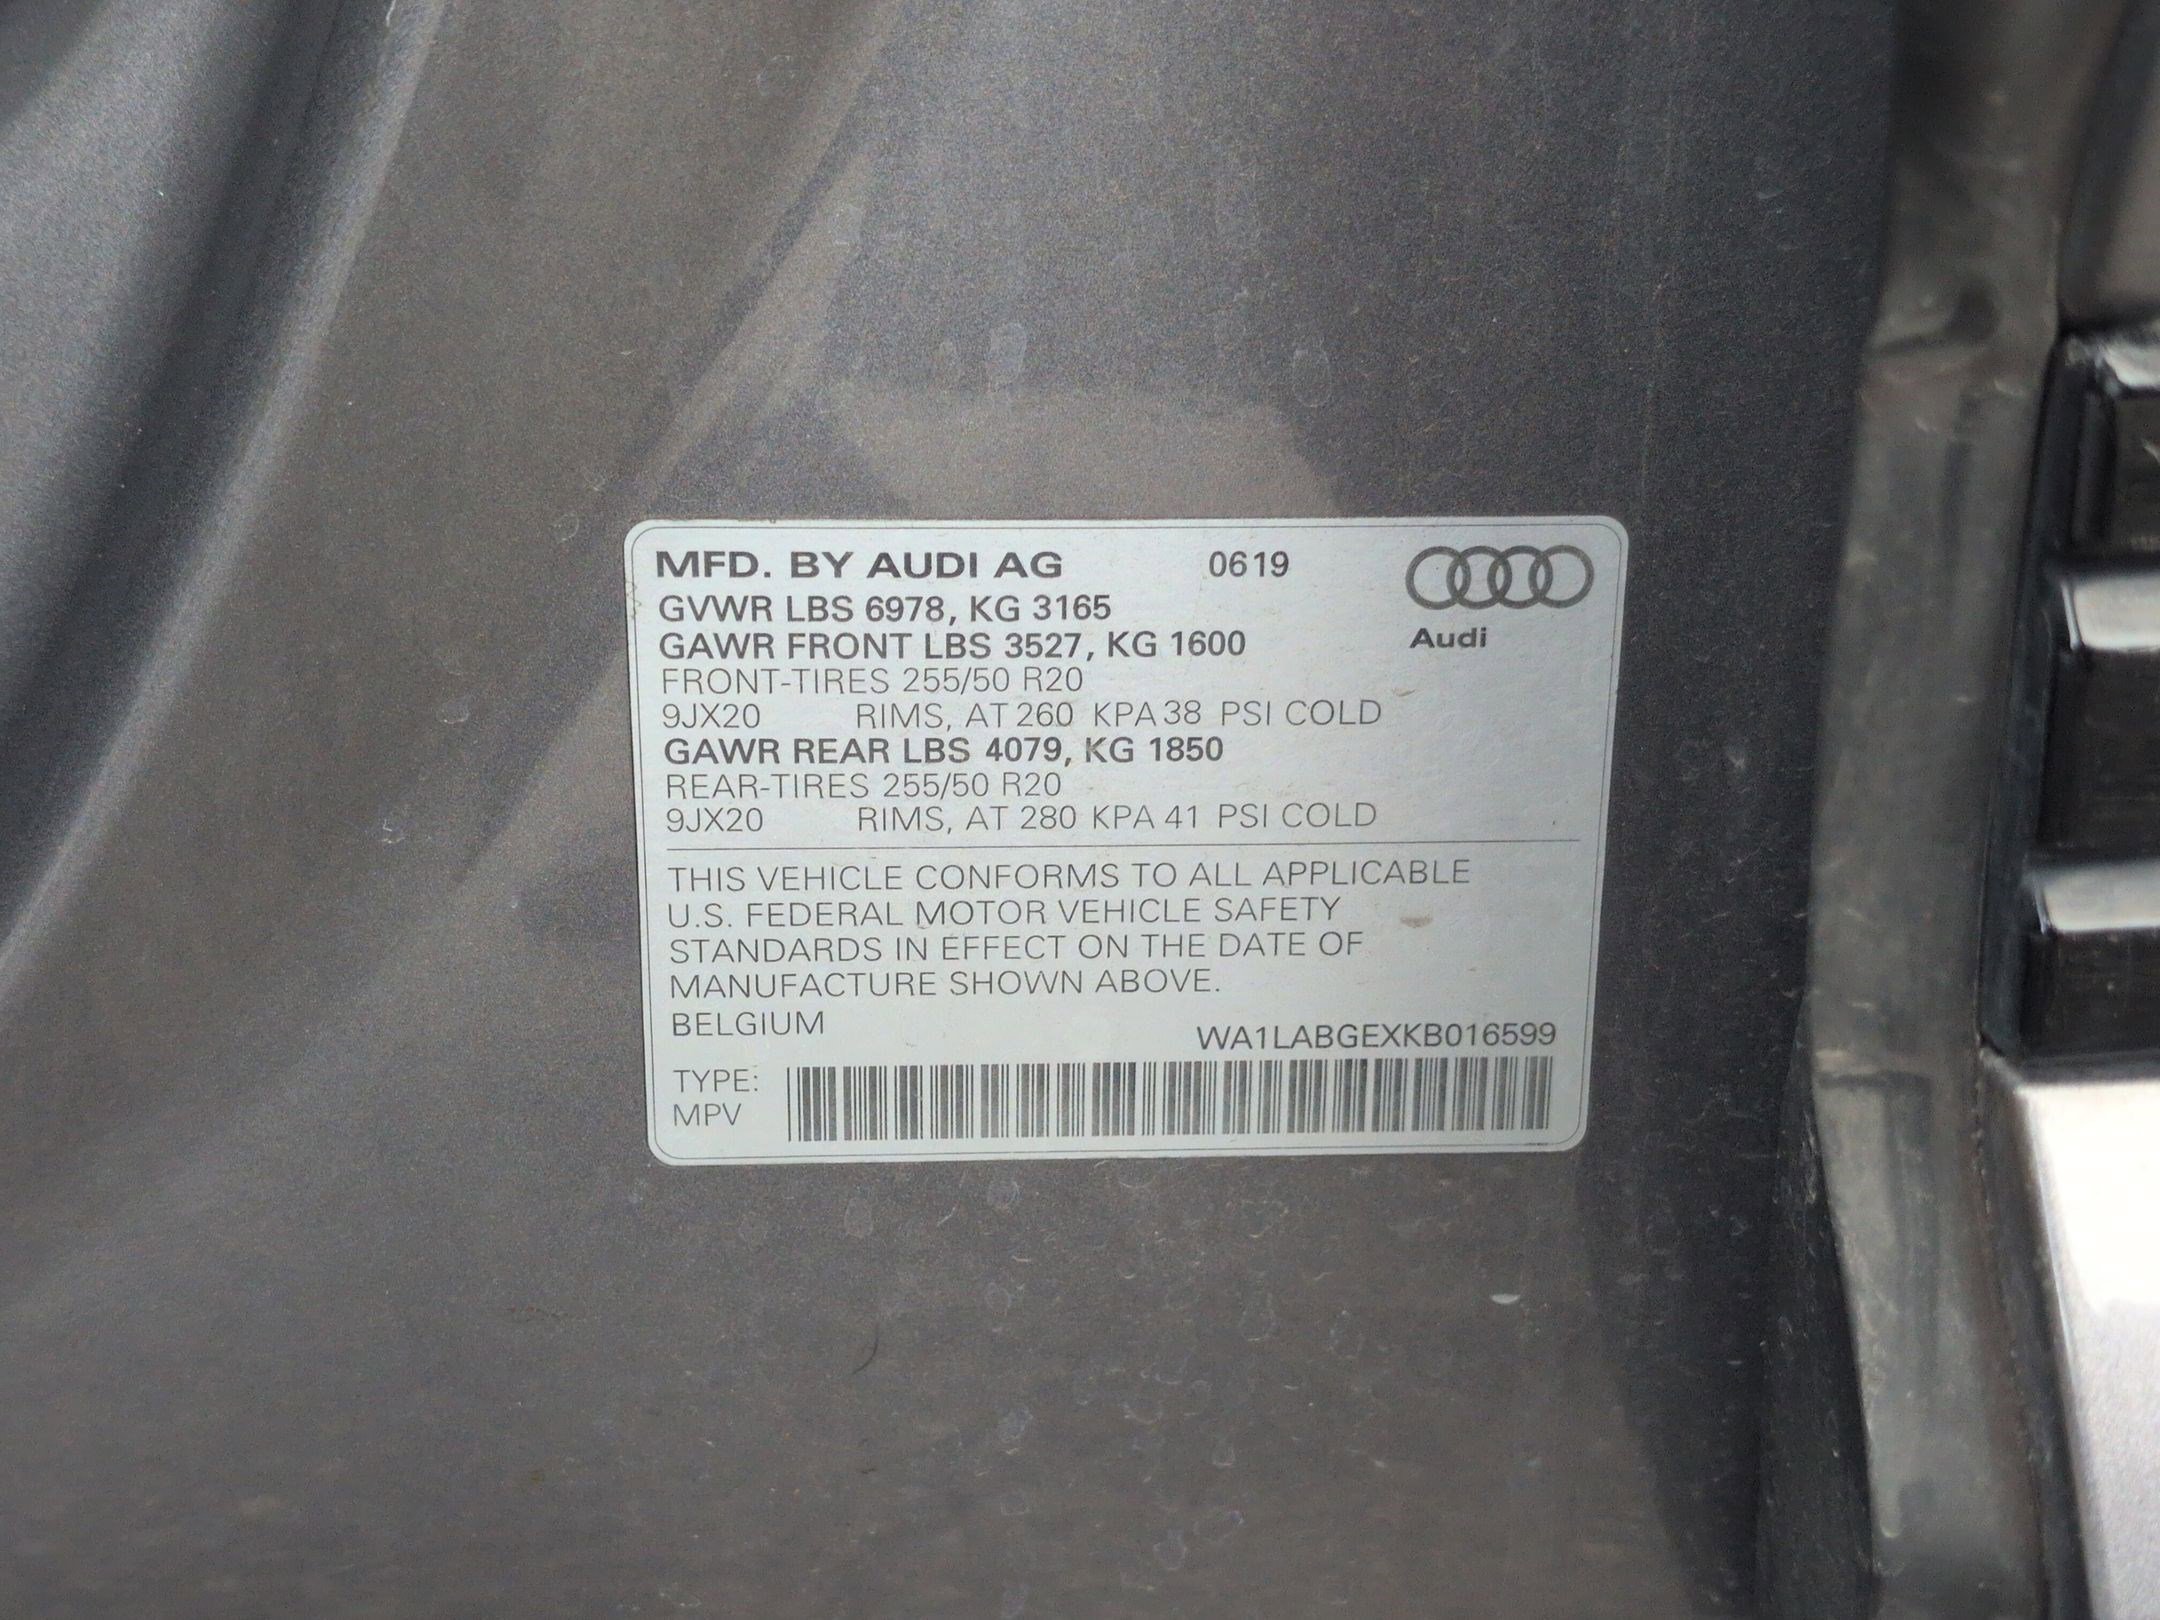 MFD. BY AUDI AG 0619
GVWR LBS 6978, KG 3165
GAWR FRONT LBS 3527, KG 1600
Audi
FRONT-TIRES 255/50 R20
9JX20 RIMS, AT 260 KPA 38 PSI COLD
GAWR REAR LBS 4079, KG 1850
REAR-TIRES 255/50 R20
9JX20 RIMS, AT 280 KPA 41 PSI COLD
THIS VEHICLE CONFORMS TO ALL APPLICABLE
U.S. FEDERAL MOTOR VEHICLE SAFETY
STANDARDS IN EFFECT ON THE DATE OF
MANUFACTURE SHOWN ABOVE.
BELGIUM WA1LABGEXKB016599
TYPE:
MPV